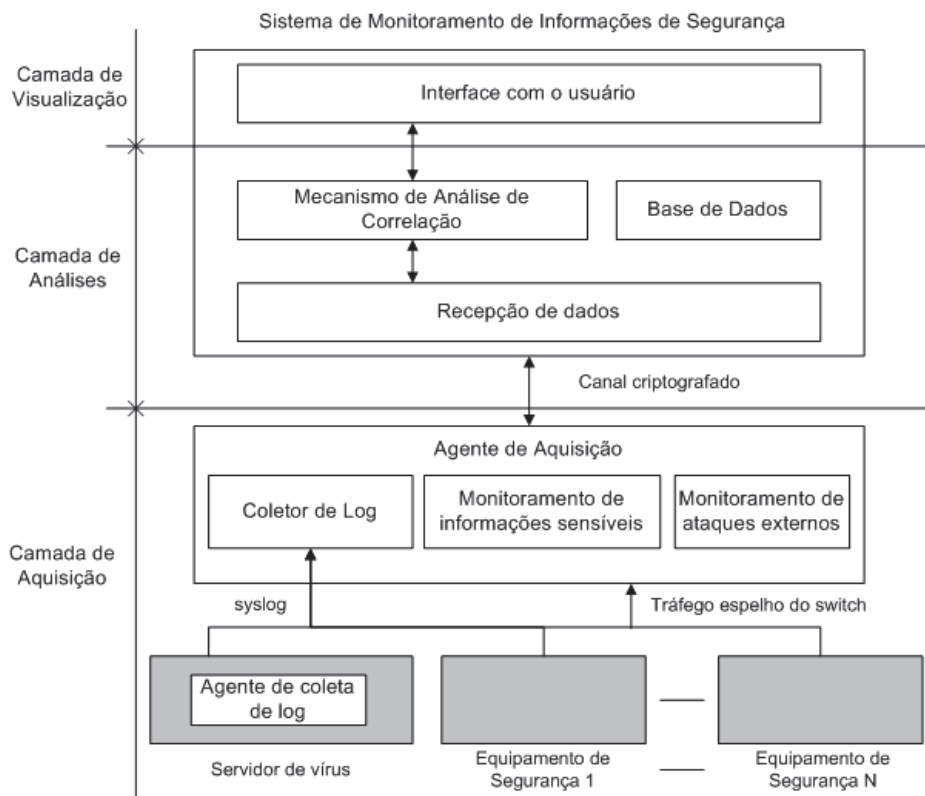 Sistema de Monitoramento de Informações de Segurança
Camada de
Visualização
Interface com o usuário
Mecanismo de Análise de
Correlação
Base de Dados
Camada de
Análises
Recepção de dados
Canal criptografado
Agente de Aquisição
Coletor de Log
Monitoramento de
informações sensíveis
Monitoramento de
ataques externos
Camada de
Aquisição
syslog
Tráfego espelho do switch
Agente de coleta
de log
Servidor de vírus
Equipamento de
Segurança 1
Equipamento de
Segurança N